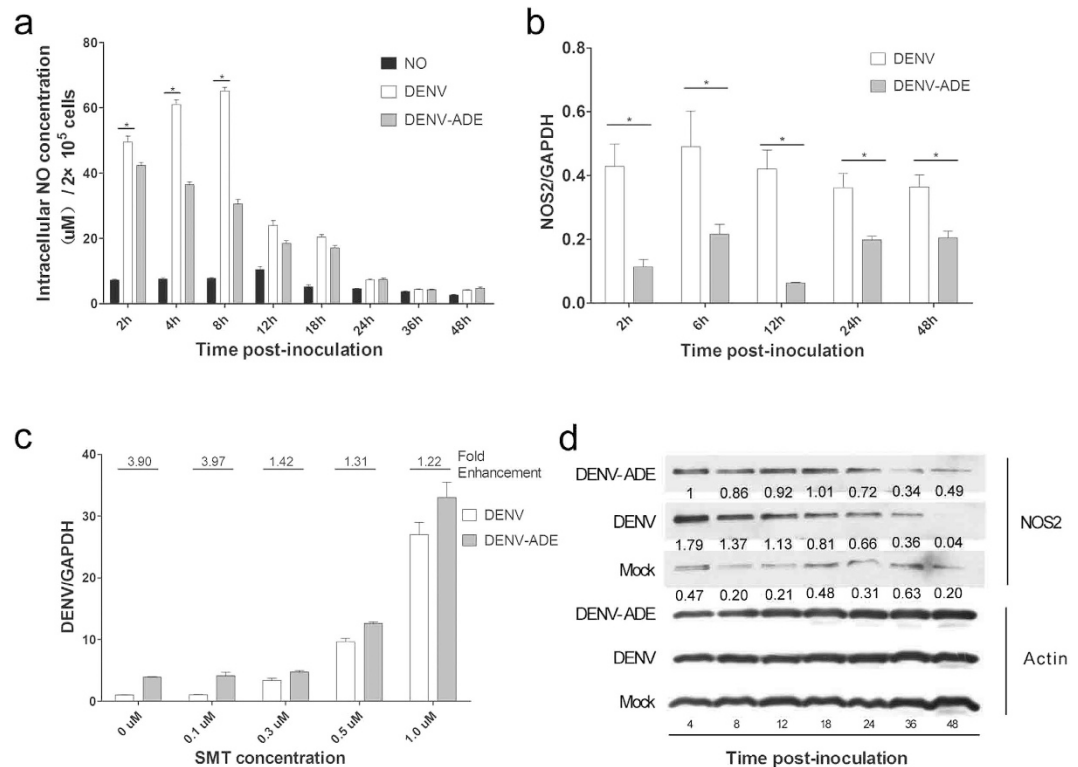 a
Intracellular NO concentration
(uM) / 2× 10⁵ cells
80
60
40
20
0
NO
DENV
DENV-ADE
*
*
*
2h
4h
8h
12h
18h
24h
36h
48h
Time post-inoculation
b
NOS2/GAPDH
0.8
0.6
0.4
0.2
0.0
DENV
DENV-ADE
*
*
*
*
*
2h
6h
12h
24h
48h
Time post-inoculation
c
DENV/GAPDH
40
30
20
10
0
3.90
3.97
1.42
1.31
1.22
Fold
Enhancement
DENV
DENV-ADE
0 uM
0.1 uM
0.3 uM
0.5 uM
1.0 uM
SMT concentration
d
DENV-ADE
1 0.86 0.92 1.01 0.72 0.34 0.49
DENV
NOS2
1.79 1.37 1.13 0.81 0.66 0.36 0.04
Mock
0.47 0.20 0.21 0.48 0.31 0.63 0.20
DENV-ADE
DENV
Actin
Mock
4 8 12 18 24 36 48
Time post-inoculation